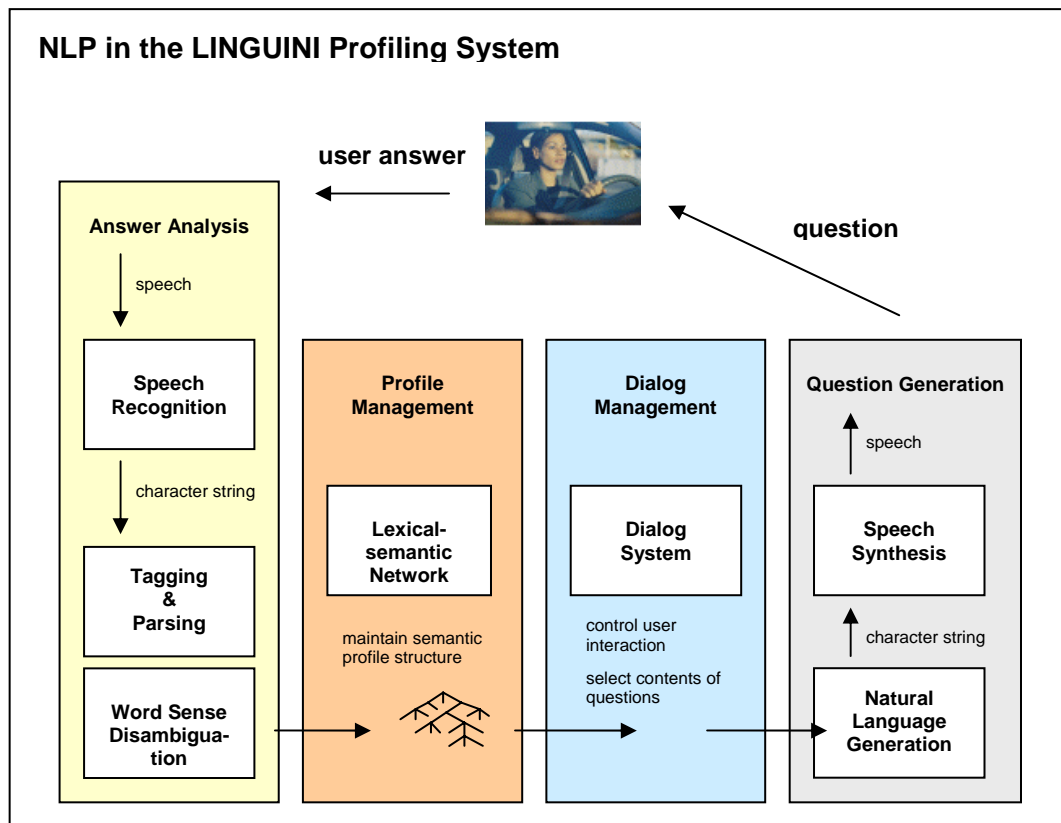 NLP in the LINGUINI Profiling System
user answer
question
Answer Analysis
speech
Speech
Recognition
character string
Tagging
&
Parsing
Word Sense
Disambigua-
tion
Profile
Management
Lexical-
semantic
Network
maintain semantic
profile structure
Dialog
Management
Dialog
System
control user
interaction
select contents of
questions
Question Generation
speech
Speech
Synthesis
character string
Natural
Language
Generation